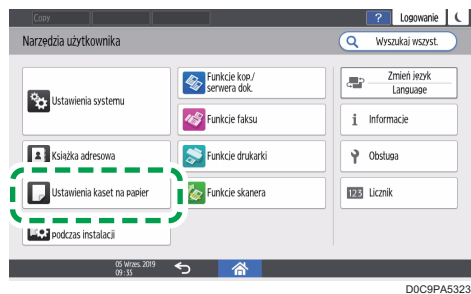 Copy
? Logowanie
Narzędzia użytkownika
Wyszukaj wszyst.
Ustawienia systemu
Funkcje kop./
serwera dok.
Zmień język
Language
Funkcje faksu
i Informacje
Książka adresowa
Funkcje drukarki
Obsługa
Ustawienia kaset na papier
Funkcje skanera
123 Licznik
podczas instalacji
05 Wrzes. 2019
09:35
D0C9PA5323